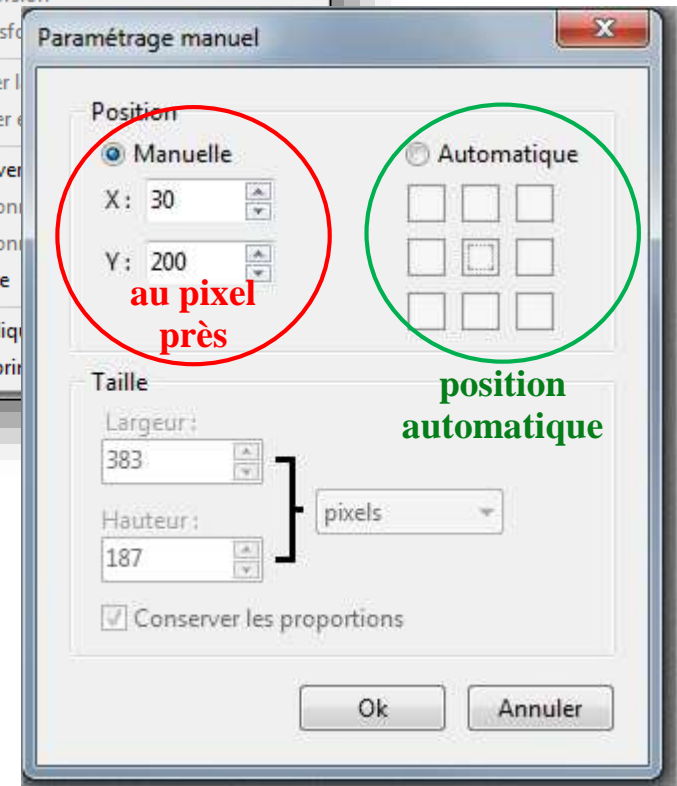 Paramétrage manuel
Position
Manuelle
Automatique
X : 30
Y : 200
au pixel
près
Taille
position
automatique
Largeur :
383
pixels
Hauteur :
187
Conserver les proportions
Ok
Annuler